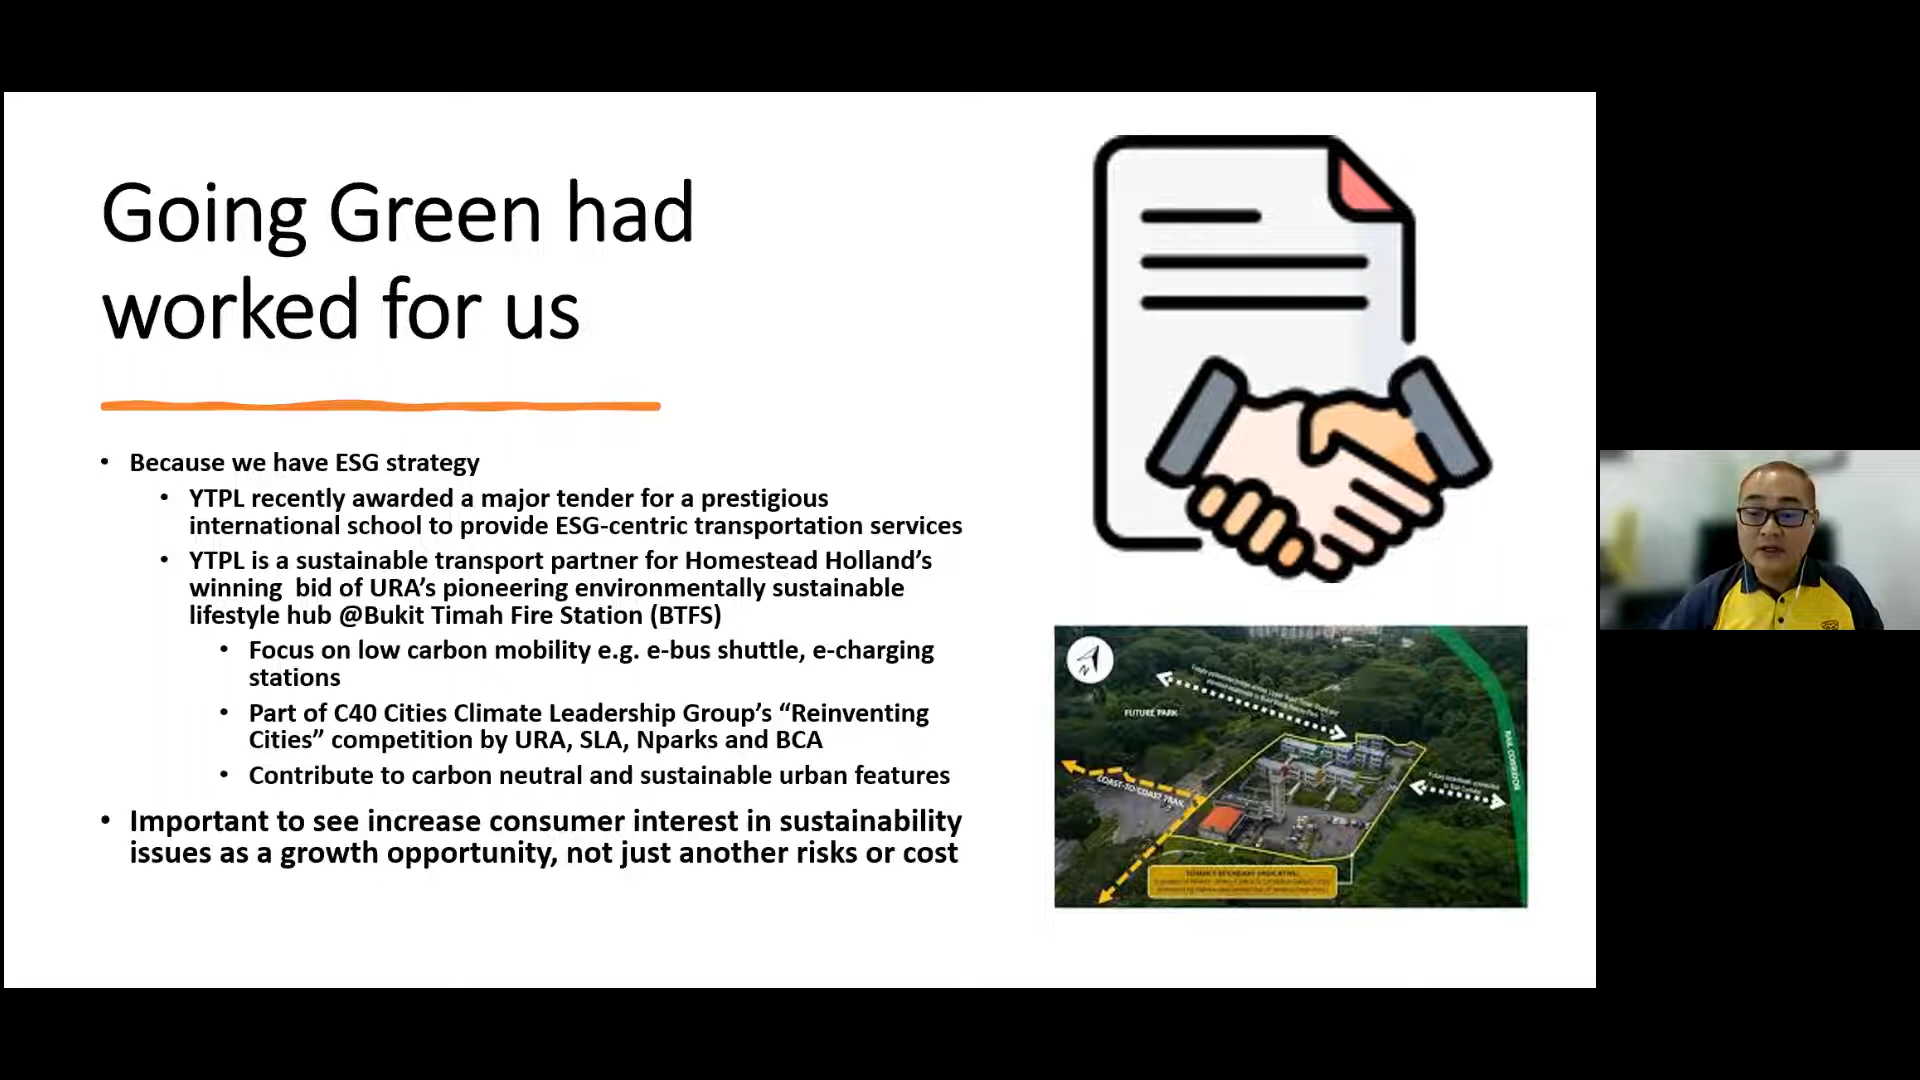 Going Green had
worked for us
• Because we have ESG strategy
• YTPL recently awarded a major tender for a prestigious
international school to provide ESG-centric transportation services
• YTPL is a sustainable transport partner for Homestead Holland’s
winning  bid of URA’s pioneering environmentally sustainable
lifestyle hub @Bukit Timah Fire Station (BTFS)
• Focus on low carbon mobility e.g. e-bus shuttle, e-charging
stations
• Part of C40 Cities Climate Leadership Group’s “Reinventing
Cities” competition by URA, SLA, Nparks and BCA
• Contribute to carbon neutral and sustainable urban features
• Important to see increase consumer interest in sustainability
issues as a growth opportunity, not just another risks or cost
N
FUTURE PARK
COAST-TO-COAST TRAIL
RAIL CORRIDOR